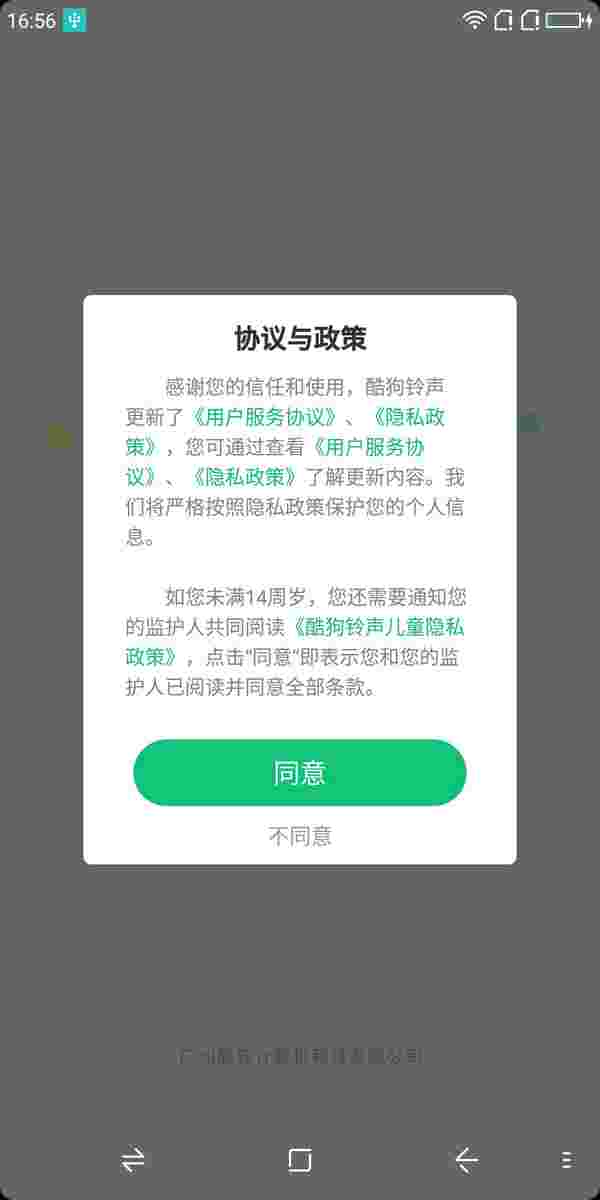 16:56
协议与政策
感谢您的信任和使用，酷狗铃声
更新了《用户服务协议》、《隐私政
策》，您可通过查看《用户服务协
议》、《隐私政策》了解更新内容。我
们将严格按照隐私政策保护您的个人信
息。
如您未满14周岁，您还需要通知您
的监护人共同阅读《酷狗铃声儿童隐私
政策》，点击“同意”即表示您和您的监
护人已阅读并同意全部条款。
同意
不同意